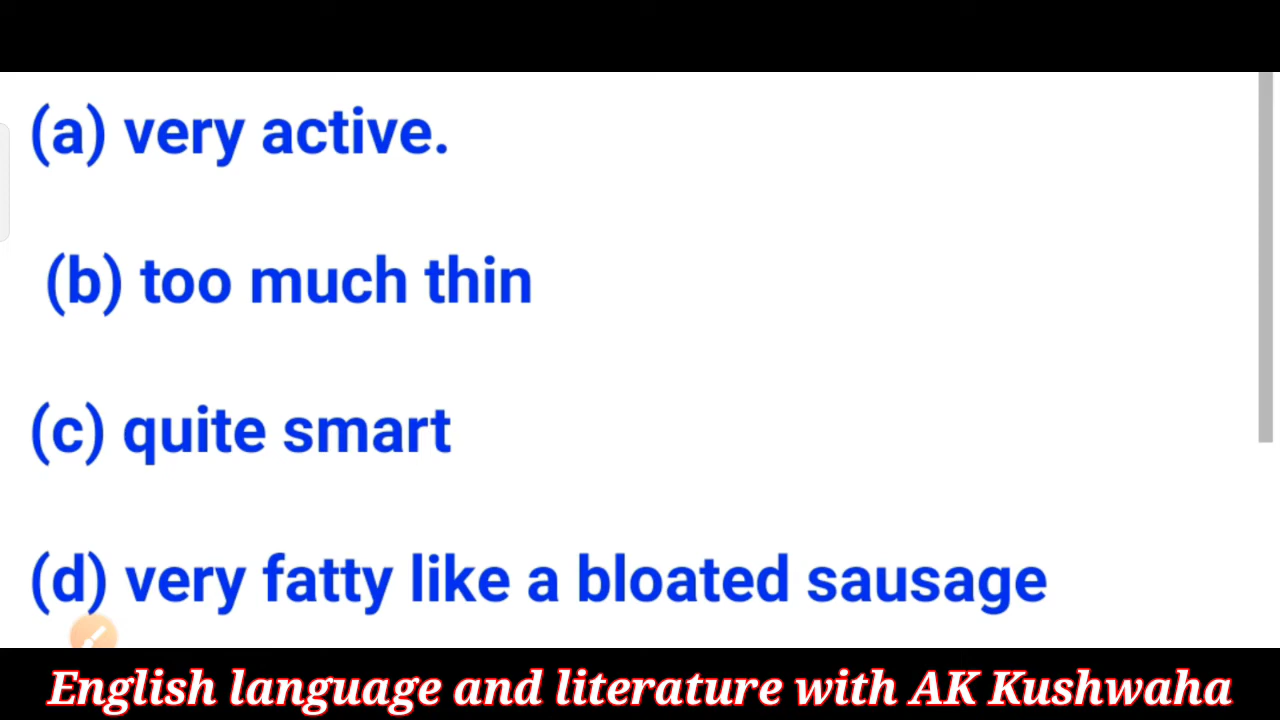 (a) very active.
(b) too much thin
(c) quite smart
(d) very fatty like a bloated sausage
English language and literature with AK Kushwaha